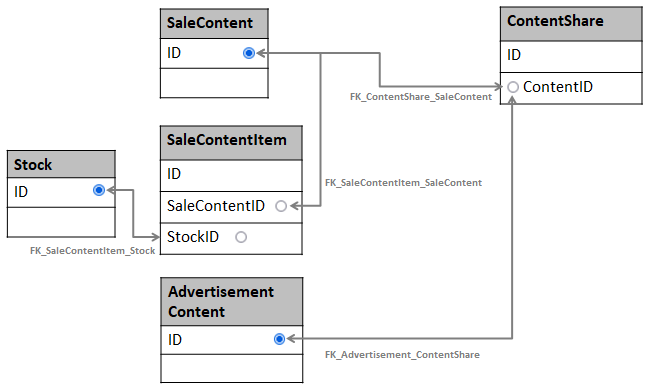 SaleContent
ID
ContentShare
ID
ContentID
FK_ContentShare_SaleContent
SaleContentItem
ID
SaleContentID
StockID
FK_SaleContentItem_SaleContent
Stock
ID
FK_SaleContentItem_Stock
Advertisement
Content
ID
FK_Advertisement_ContentShare